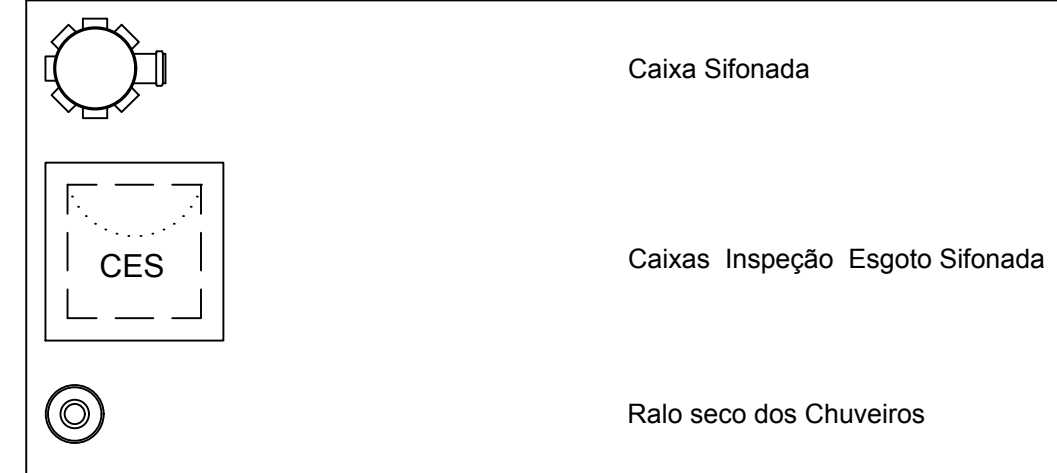 Caixa Sifonada
CES
Caixas Inspeção Esgoto Sifonada
Ralo seco dos Chuveiros